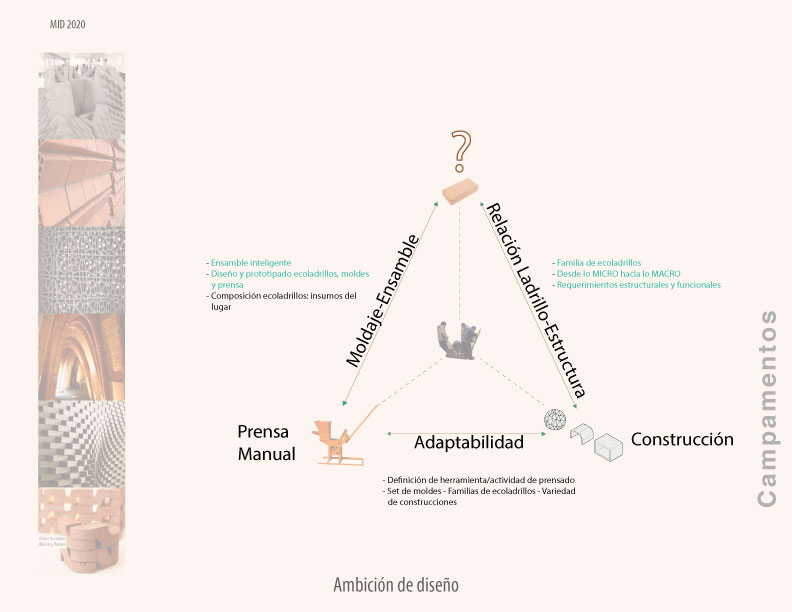 MID 2020
?
Moldaje-Ensamble
Relación Ladrillo-Estructura
- Ensamble inteligente
- Diseño y prototipado ecoladrillos, moldes
y prensa
- Composición ecoladrillos: insumos del
lugar
- Familia de ecoladrillos
- Desde lo MICRO hacia lo MACRO
- Requerimientos estructurales y funcionales
Campamentos
Prensa
Manual
Adaptabilidad
Construcción
- Definición de herramienta/actividad de prensado
- Set de moldes - Familias de ecoladrillos - Variedad
de construcciones
Ambición de diseño